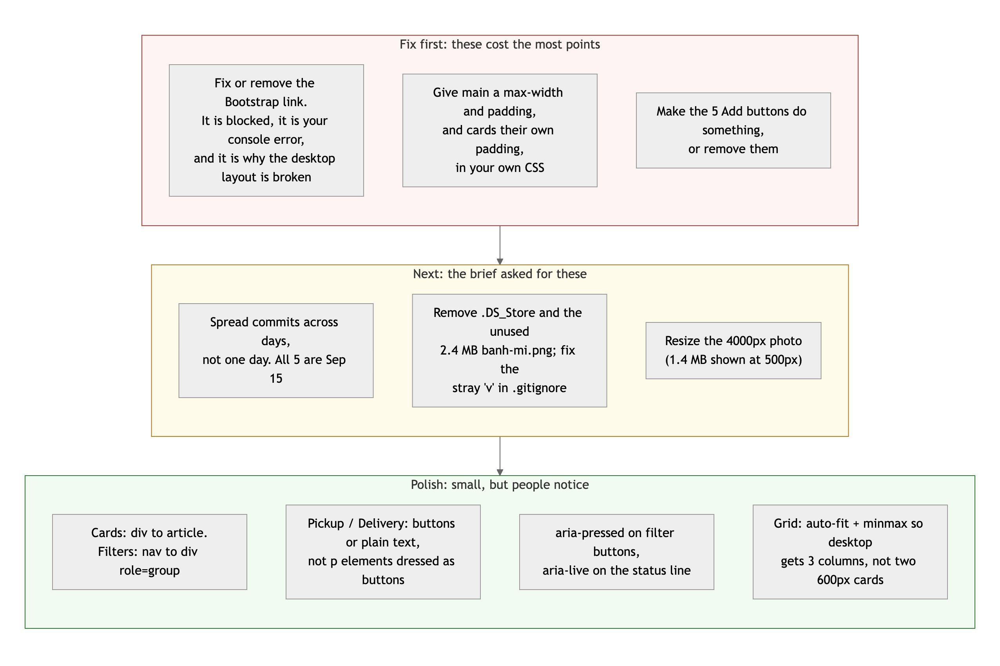 Fix first: these cost the most points
Fix or remove the
Bootstrap link.
It is blocked, it is your
console error,
and it is why the desktop
layout is broken
Give main a max-width
and padding,
and cards their own
padding,
in your own CSS
Make the 5 Add buttons do
something,
or remove them
Next: the brief asked for these
Spread commits across
days,
not one day. All 5 are Sep
15
Remove .DS_Store and the
unused
2.4 MB banh-mi.png; fix
the
stray 'v' in .gitignore
Resize the 4000px photo
(1.4 MB shown at 500px)
Polish: small, but people notice
Cards: div to article.
Filters: nav to div
role=group
Pickup / Delivery: buttons
or plain text,
not p elements dressed as
buttons
aria-pressed on filter
buttons,
aria-live on the status line
Grid: auto-fit + minmax so
desktop
gets 3 columns, not two
600px cards